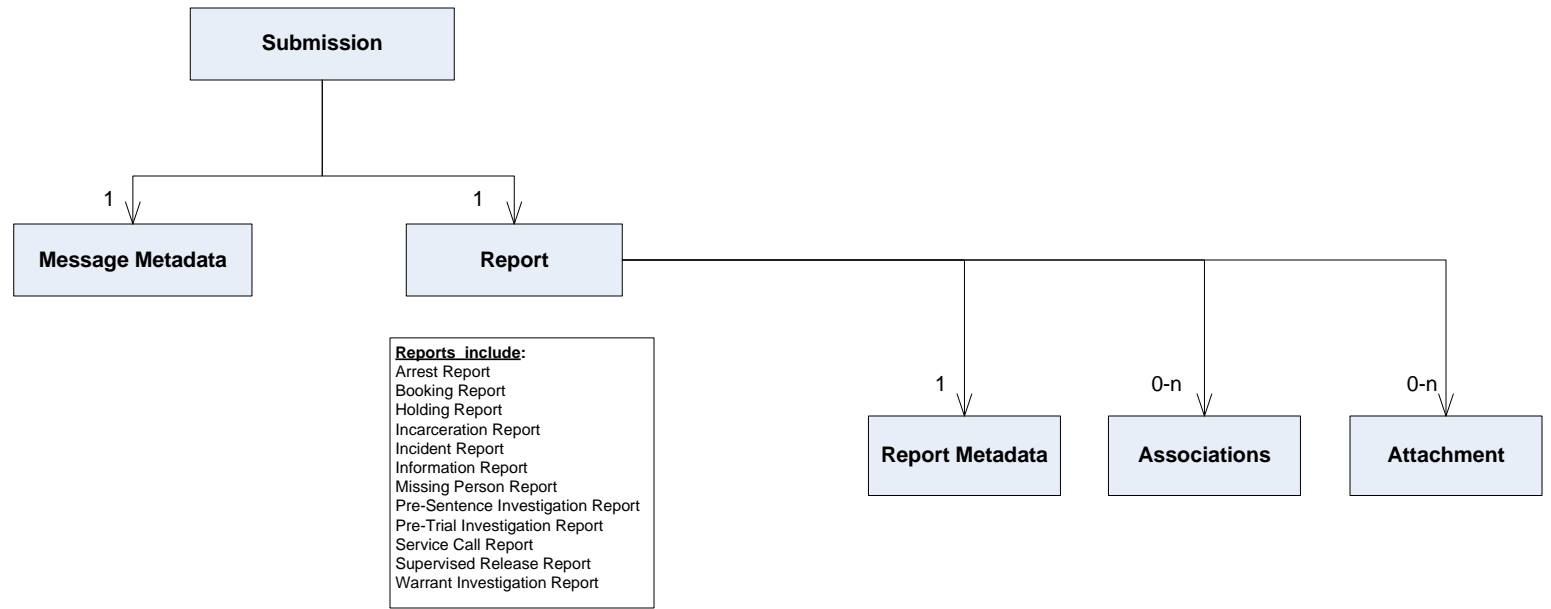 Submission
1
1
Message Metadata
Report
Reports include:
Arrest Report
Booking Report
Holding Report
Incarceration Report
Incident Report
Information Report
Missing Person Report
Pre-Sentence Investigation Report
Pre-Trial Investigation Report
Service Call Report
Supervised Release Report
Warrant Investigation Report
1
0-n
0-n
Report Metadata
Associations
Attachment